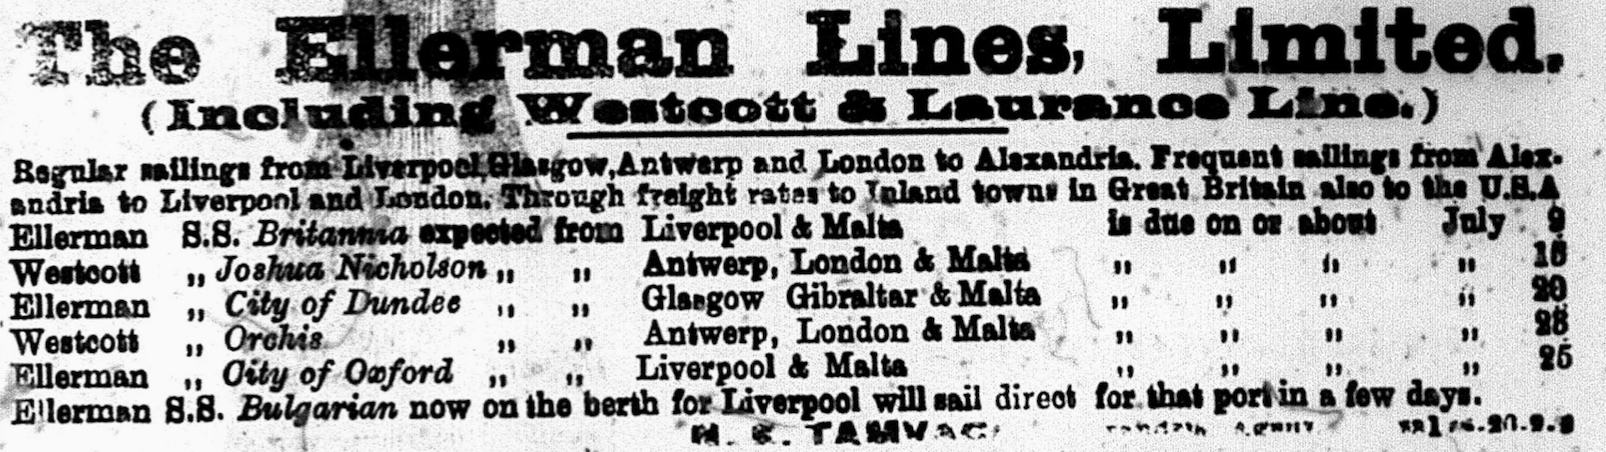 The Ellerman Lines, Limited.
(Including Westcott & Laurance Line.)
Regular sailings from Liverpool, Glasgow, Antwerp and London to Alexandria. Frequent sailings from Alex-
andria to Liverpool and London. Through freight rates to Inland towns in Great Britain also to the U.S.A
Ellerman S.S. Britannia expected from Liverpool & Malta is due on or about July 9
Westcott „ Joshua Nicholson „ „ Antwerp, London & Malta „ „ „ „
Ellerman „ City of Dundee „ „ Glasgow Gibraltar & Malta „ „ „ „ 20
Westcott „ Orchis „ „ Antwerp, London & Malta „ „ „ „
Ellerman „ City of Oxford „ „ Liverpool & Malta „ „ „ „ 25
Ellerman S.S. Bulgarian now on the berth for Liverpool will sail direct for that port in a few days.